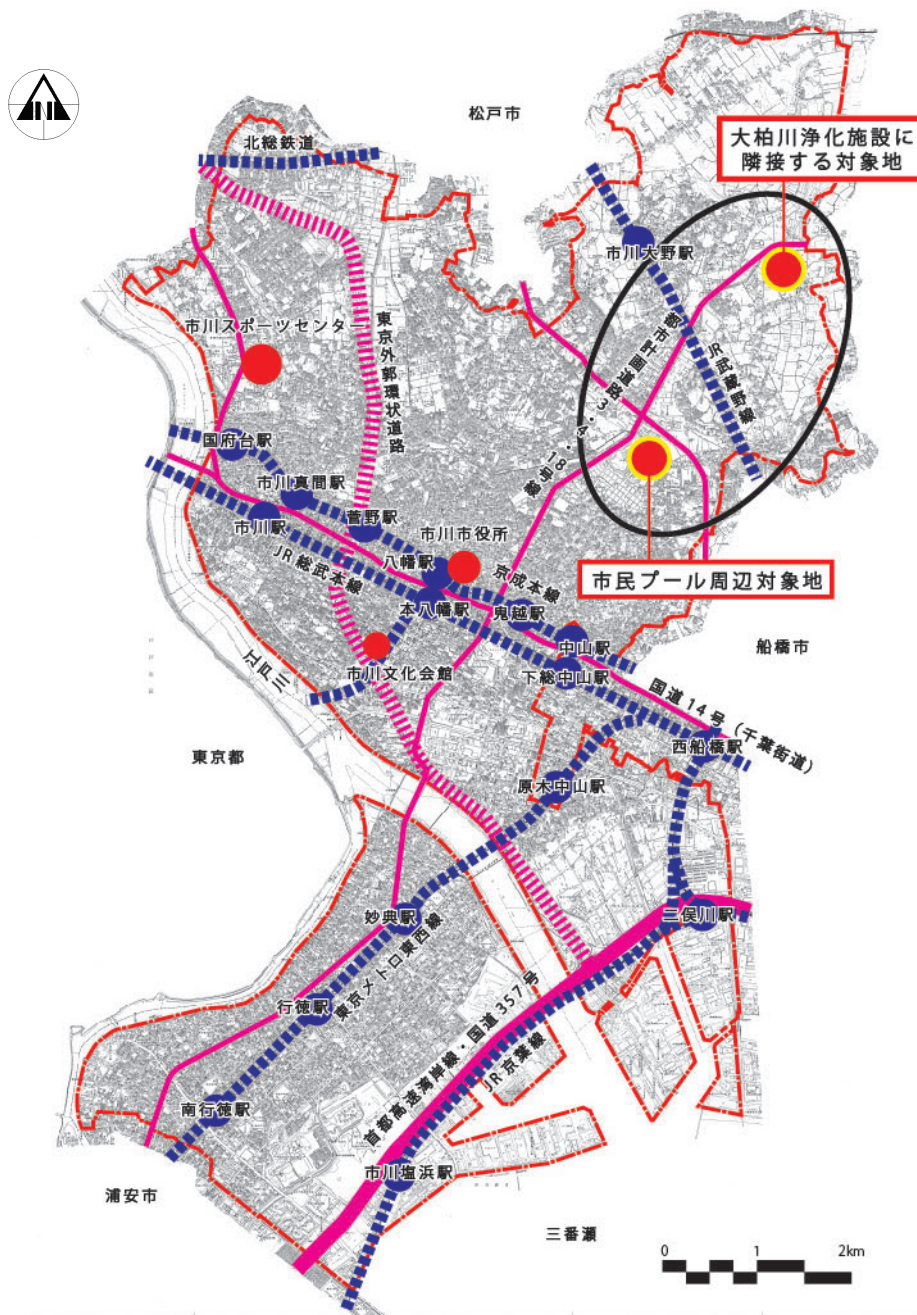 N
松戸市
北総鉄道
大柏川浄化施設に
隣接する対象地
市川大野駅
市川スポーツセンター
東京外郭環状道路
都市計画道路3・4・18号線
JR武蔵野線
国府台駅
市川真間駅
市川駅
菅野駅
市川市役所
八幡駅
京成本線
JR総武本線
本八幡駅
鬼越駅
市民プール周辺対象地
中山駅
船橋市
江戸川
市川文化会館
下総中山駅
国道14号（千葉街道）
西船橋駅
東京都
原木中山駅
妙典駅
二俣川駅
東京メトロ東西線
行徳駅
首都高速湾岸線・国道357号
JR京葉線
南行徳駅
市川塩浜駅
浦安市
三番瀬
0 1 2km